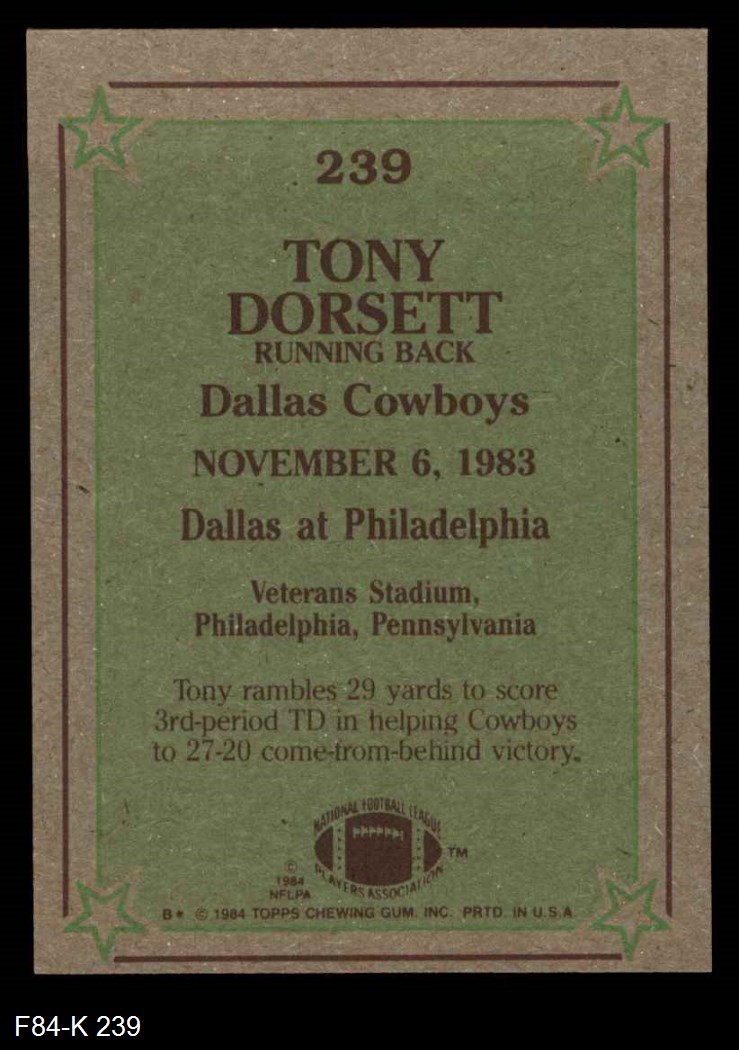 239
TONY
DORSETT
RUNNING BACK
Dallas Cowboys
NOVEMBER 6, 1983
Dallas at Philadelphia
Veterans Stadium,
Philadelphia, Pennsylvania
Tony rambles 29 yards to score
3rd-period TD in helping Cowboys
to 27-20 come-from-behind victory.
NATIONAL FOOTBALL LEAGUE
PLAYERS ASSOCIATION
TM
©
1984
NFLPA
B* © 1984 TOPPS CHEWING GUM, INC. PRTD. IN U.S.A.
F84-K 239